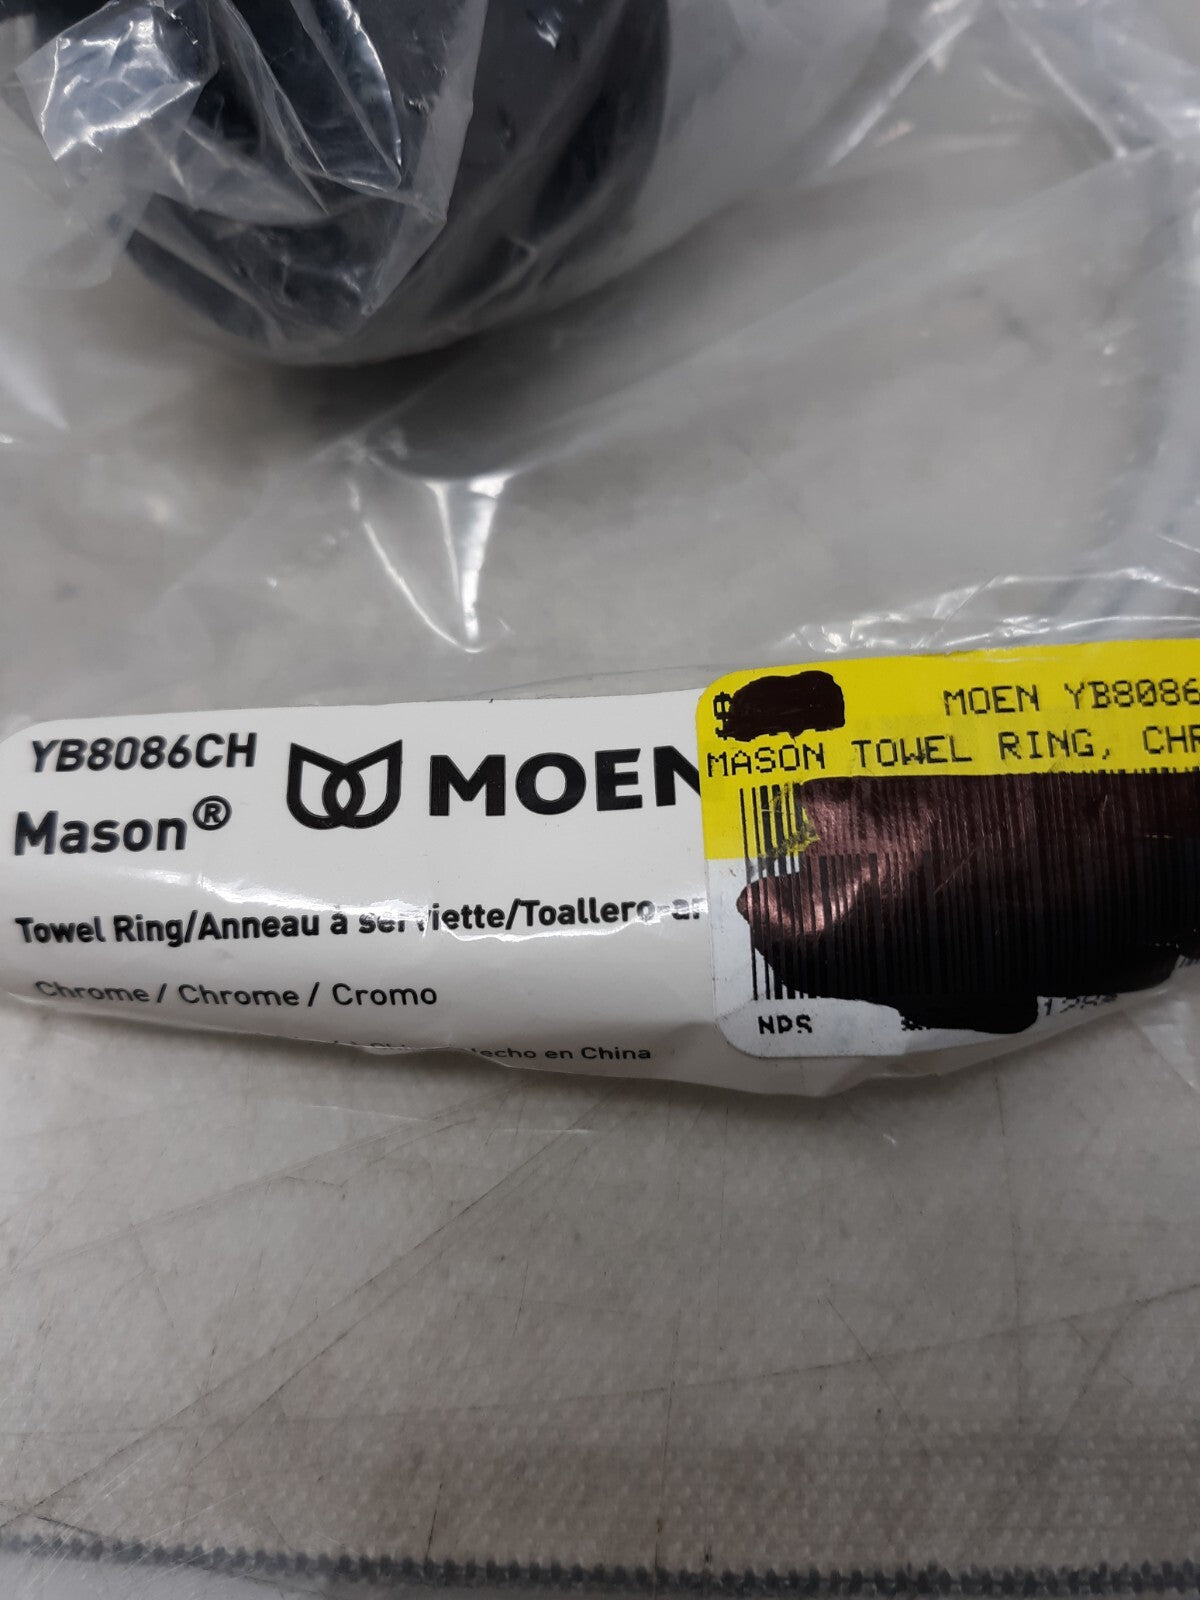 YB8086CH
MOEN
Mason®
Towel Ring/Anneau à serviette/Toallero-ar
Chrome / Chrome / Cromo
Hecho en China
MOEN YB8086
MASON TOWEL RING, CHR
NPS